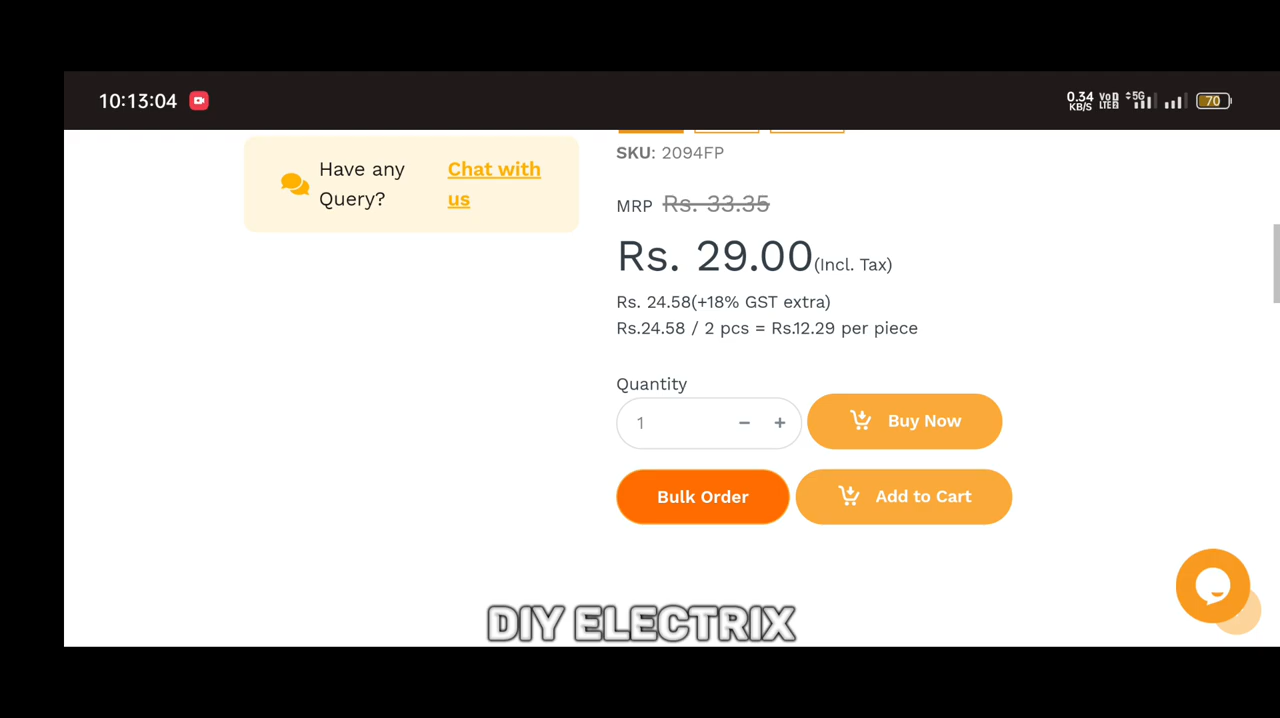 10:13:04
0.34 KB/S VoD LTE 5G 70
Have any Query?
Chat with us
SKU: 2094FP
MRP Rs. 33.35
Rs. 29.00(Incl. Tax)
Rs. 24.58(+18% GST extra)
Rs.24.58 / 2 pcs = Rs.12.29 per piece
Quantity
1 − +
Buy Now
Bulk Order
Add to Cart
DIY ELECTRIX